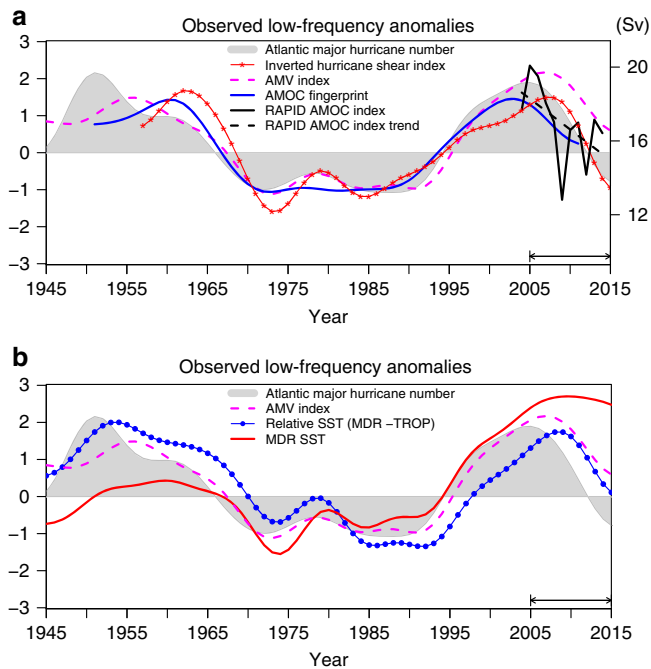 a
Observed low-frequency anomalies
(Sv)
Atlantic major hurricane number
Inverted hurricane shear index
AMV index
AMOC fingerprint
RAPID AMOC index
RAPID AMOC index trend
3
2
1
0
−1
−2
−3
20
16
12
1945 1955 1965 1975 1985 1995 2005 2015
Year
b
Observed low-frequency anomalies
Atlantic major hurricane number
AMV index
Relative SST (MDR −TROP)
MDR SST
3
2
1
0
−1
−2
−3
1945 1955 1965 1975 1985 1995 2005 2015
Year